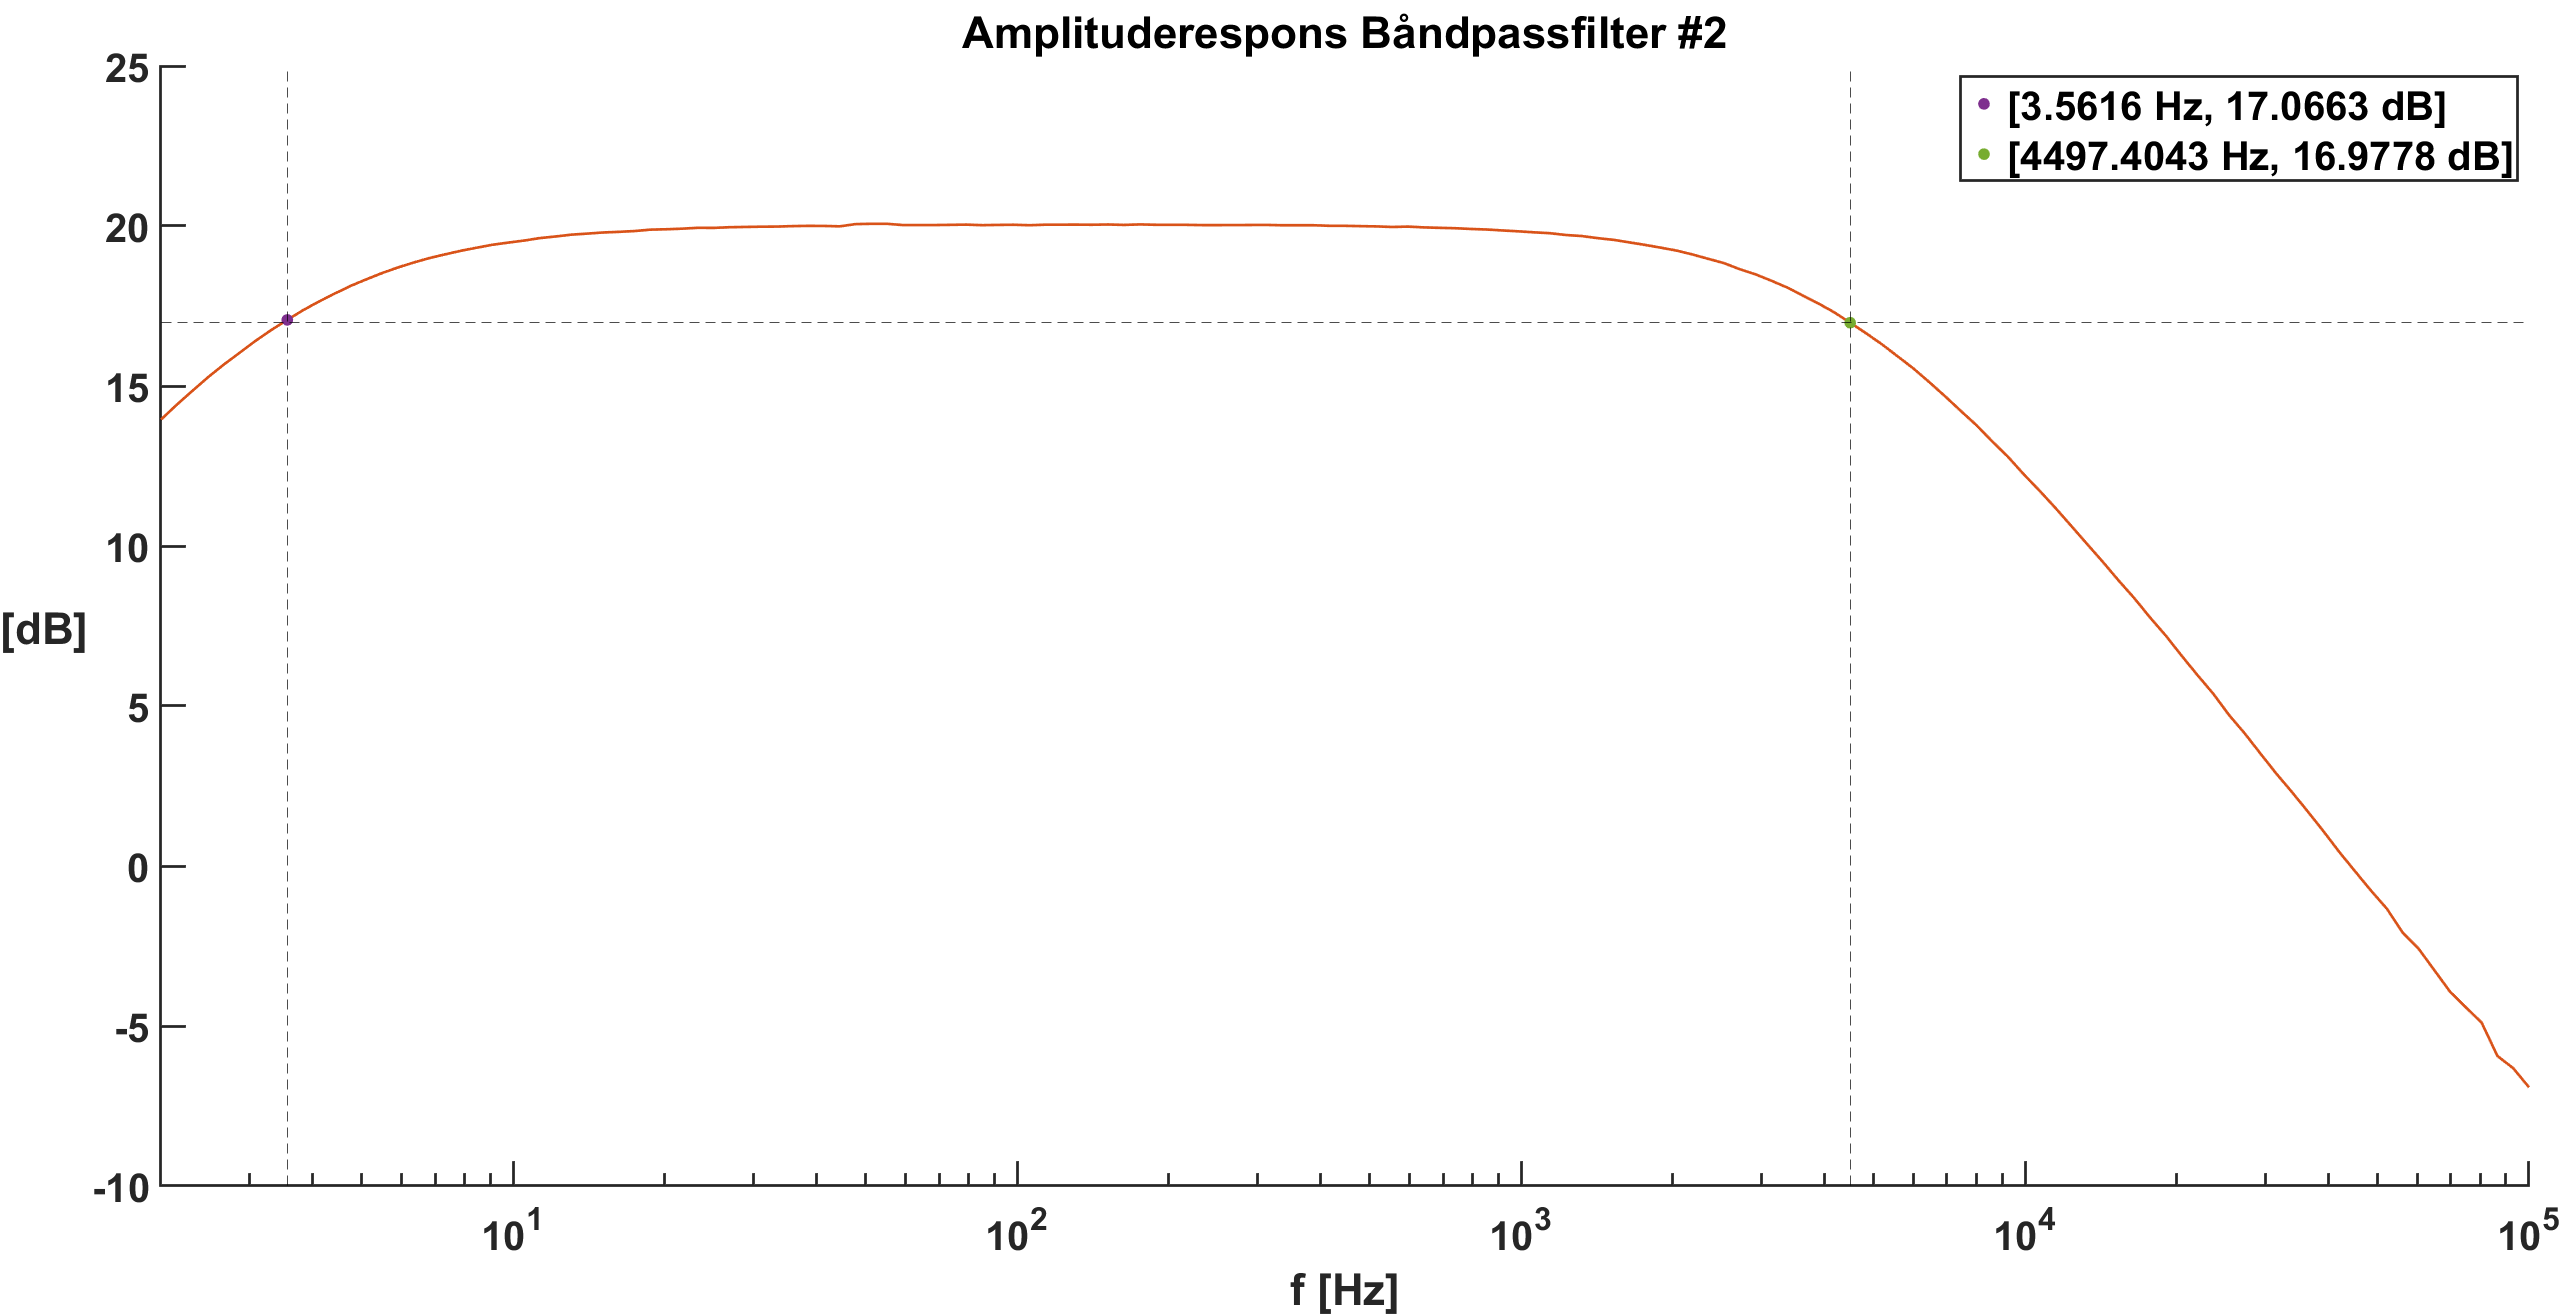 Amplituderespons Båndpassfilter #2
[3.5616 Hz, 17.0663 dB]
[4497.4043 Hz, 16.9778 dB]
25
20
15
10
5
0
-5
-10
[dB]
10^1 10^2 10^3 10^4 10^5
f [Hz]